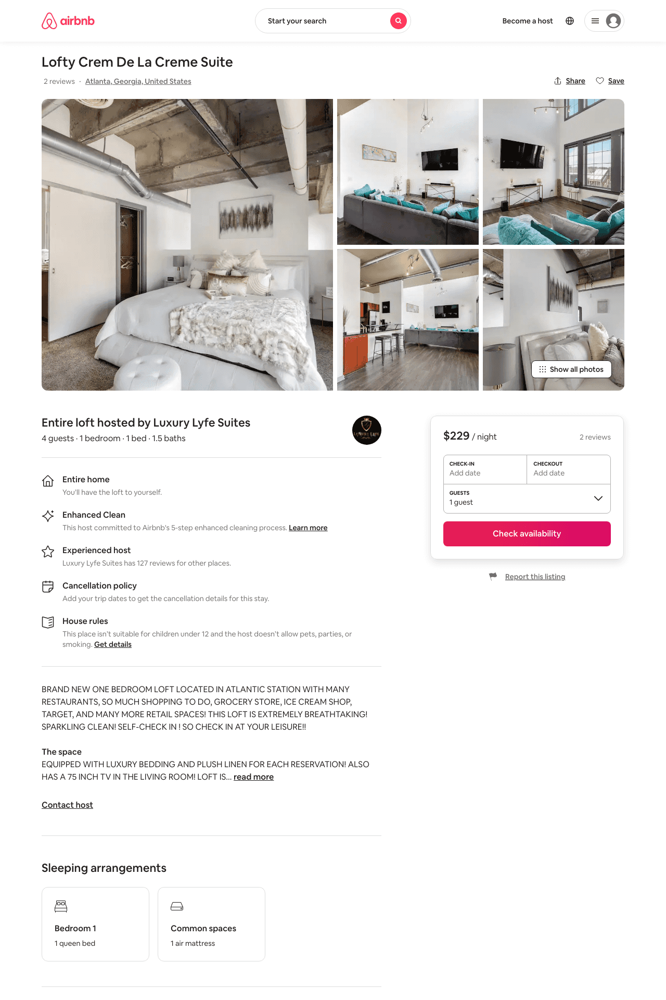 airbnb
Start your search
Become a host
Lofty Crem De La Creme Suite
2 reviews · Atlanta, Georgia, United States
Share
Save
Show all photos
Entire loft hosted by Luxury Lyfe Suites
4 guests · 1 bedroom · 1 bed · 1.5 baths
LUXURY LYFE
Entire home
You’ll have the loft to yourself.
Enhanced Clean
This host committed to Airbnb's 5-step enhanced cleaning process. Learn more
Experienced host
Luxury Lyfe Suites has 127 reviews for other places.
Cancellation policy
Add your trip dates to get the cancellation details for this stay.
House rules
This place isn’t suitable for children under 12 and the host doesn’t allow pets, parties, or
smoking. Get details
$229 / night
2 reviews
CHECK-IN
Add date
CHECKOUT
Add date
GUESTS
1 guest
Check availability
Report this listing
BRAND NEW ONE BEDROOM LOFT LOCATED IN ATLANTIC STATION WITH MANY
RESTAURANTS, SO MUCH SHOPPING TO DO, GROCERY STORE, ICE CREAM SHOP,
TARGET, AND MANY MORE RETAIL SPACES! THIS LOFT IS EXTREMELY BREATHTAKING!
SPARKLING CLEAN! SELF-CHECK IN ! SO CHECK IN AT YOUR LEISURE!!
The space
EQUIPPED WITH LUXURY BEDDING AND PLUSH LINEN FOR EACH RESERVATION! ALSO
HAS A 75 INCH TV IN THE LIVING ROOM! LOFT IS... read more
Contact host
Sleeping arrangements
Bedroom 1
1 queen bed
Common spaces
1 air mattress